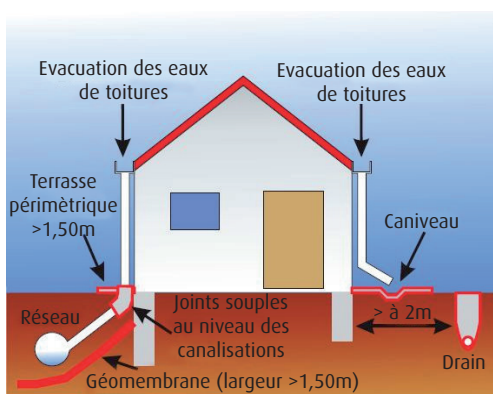 Evacuation des eaux
de toitures
Evacuation des eaux
de toitures
Terrasse
périmètrique
>1,50m
Caniveau
Réseau
Joints souples
au niveau des
canalisations
> à 2m
Drain
Géomembrane (largeur >1,50m)